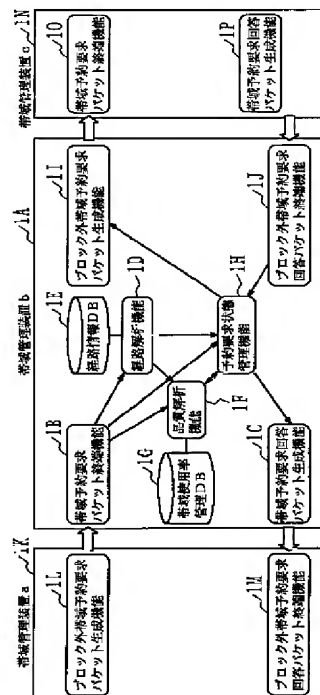 帯域管理装置a
1K
ブロック外帯域予約要求
パケット生成機能
1L
ブロック外帯域予約要求
回答パケット終端機能
1M
帯域管理装置b
1A
帯域予約要求
パケット終端機能
1B
経路情報DB
1E
経路解析機能
1D
品質解析
機能
1F
帯域使用率
管理DB
1G
予約要求状態
管理機能
1H
帯域予約要求回答
パケット生成機能
1C
ブロック外帯域予約要求
パケット生成機能
1I
ブロック外帯域予約要求
回答パケット終端機能
1J
帯域管理装置c
1N
帯域予約要求
パケット終端機能
1O
帯域予約要求回答
パケット生成機能
1P